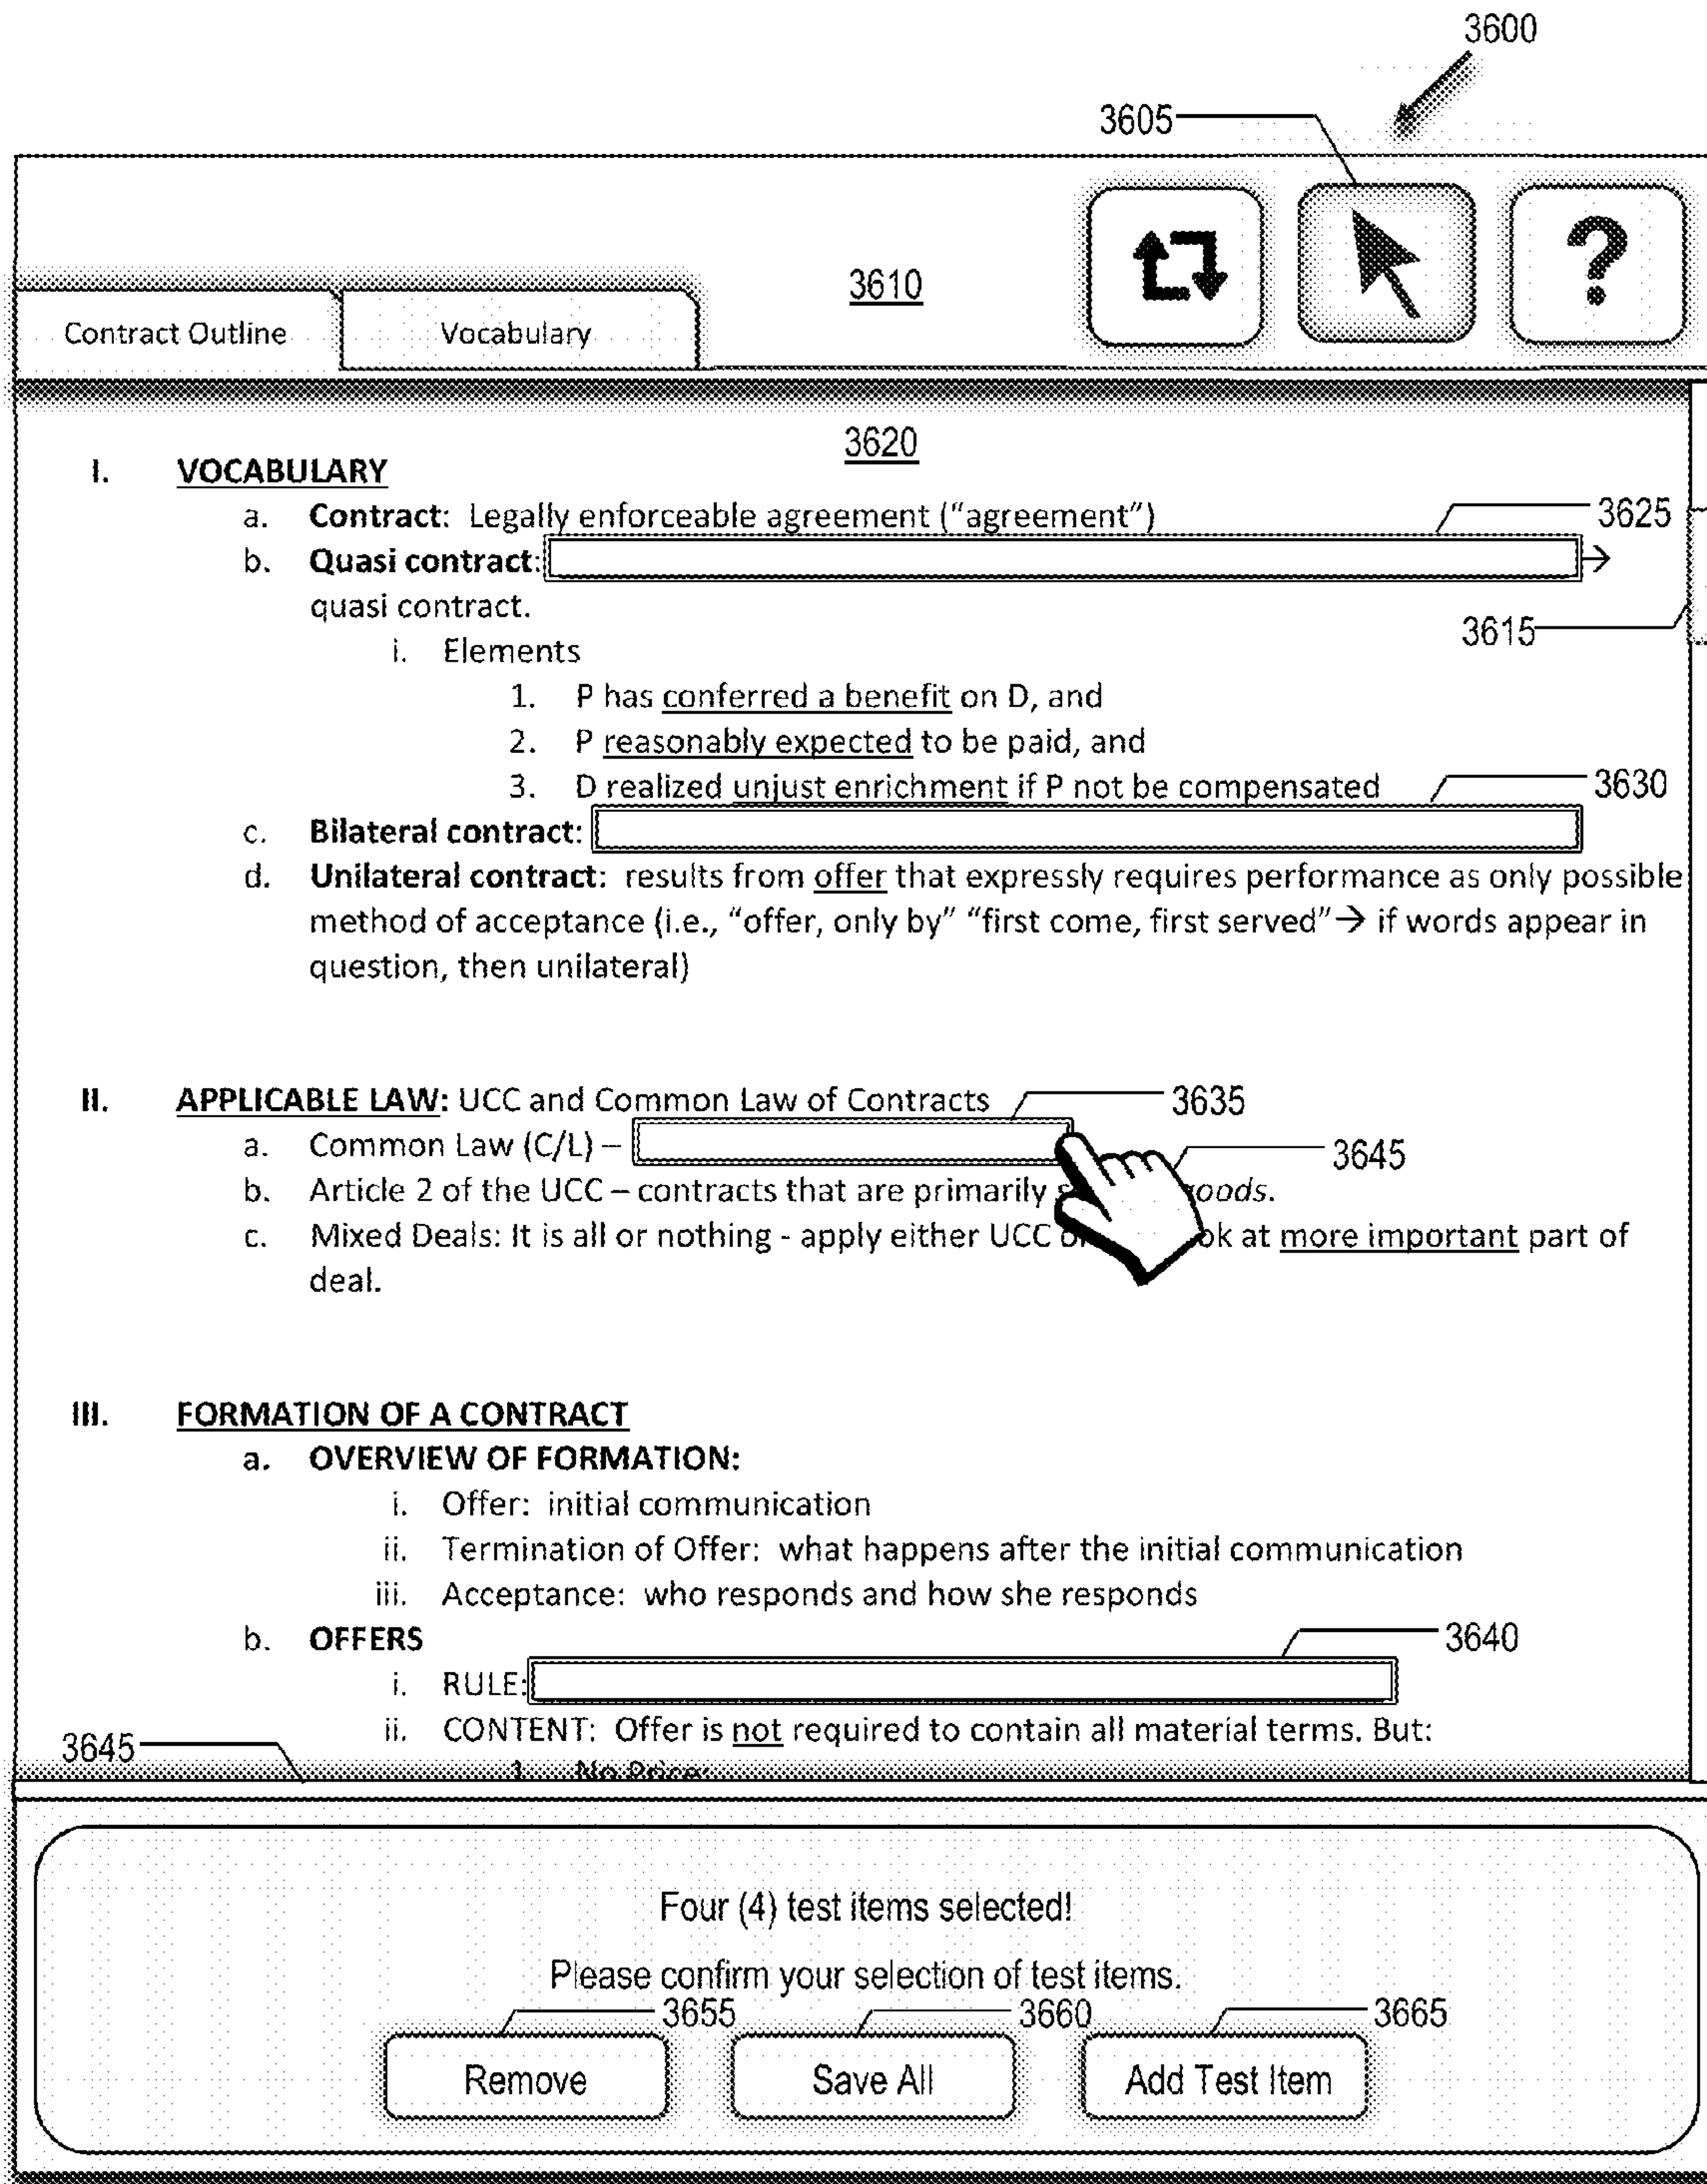 3600
3605
?
3610
Contract Outline Vocabulary
3620
I. VOCABULARY
a. Contract: Legally enforceable agreement ("agreement") 3625
b. Quasi contract: →
quasi contract.
3615
i. Elements
1. P has conferred a benefit on D, and
2. P reasonably expected to be paid, and
3. D realized unjust enrichment if P not be compensated 3630
c. Bilateral contract:
d. Unilateral contract: results from offer that expressly requires performance as only possible
method of acceptance (i.e., "offer, only by" "first come, first served"→ if words appear in
question, then unilateral)
II. APPLICABLE LAW: UCC and Common Law of Contracts 3635
a. Common Law (C/L) – 3645
b. Article 2 of the UCC – contracts that are primarily oods.
c. Mixed Deals: It is all or nothing - apply either UCC o ok at more important part of
deal.
III. FORMATION OF A CONTRACT
a. OVERVIEW OF FORMATION:
i. Offer: initial communication
ii. Termination of Offer: what happens after the initial communication
iii. Acceptance: who responds and how she responds
b. OFFERS 3640
i. RULE:
ii. CONTENT: Offer is not required to contain all material terms. But:
3645
1. No Price:
Four (4) test items selected!
Please confirm your selection of test items.
3655 3660 3665
Remove Save All Add Test Item